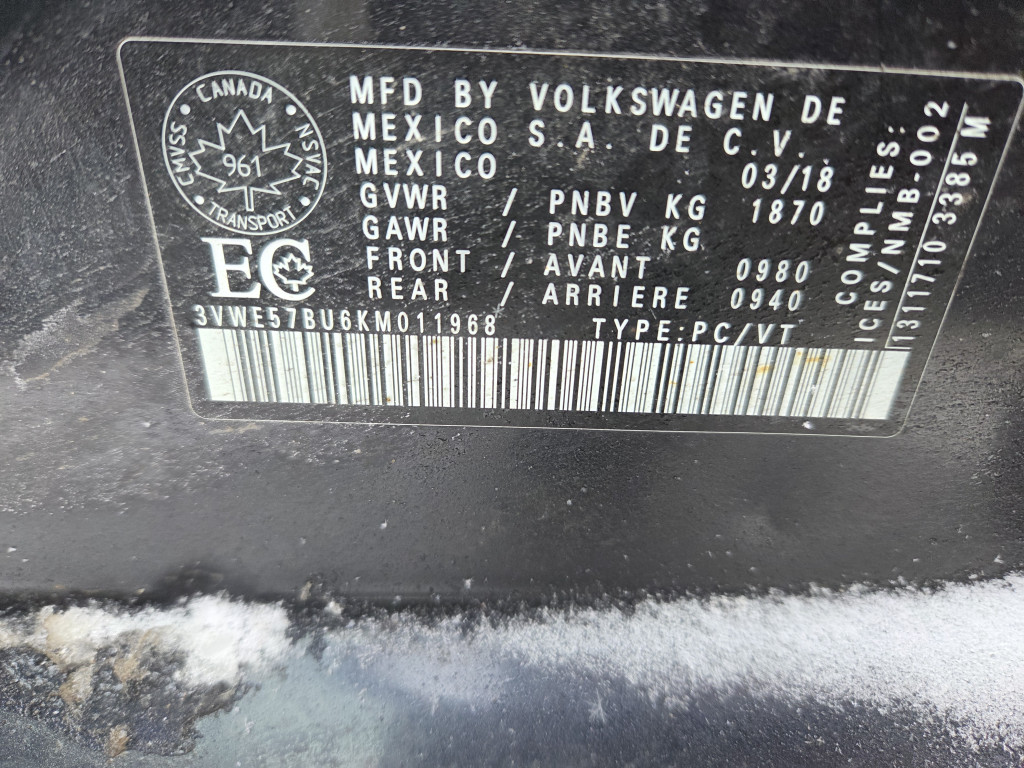 CANADA
CMVSS
NSVAC
961
TRANSPORT
EC
MFD BY VOLKSWAGEN DE
MEXICO S.A. DE C.V.
MEXICO 03/18
GVWR / PNBV KG 1870
GAWR / PNBE KG
FRONT / AVANT 0980
REAR / ARRIERE 0940
3VWE57BU6KM011968 TYPE:PC/VT
COMPLIES:
ICES/NMB-002
1311710 3385 M